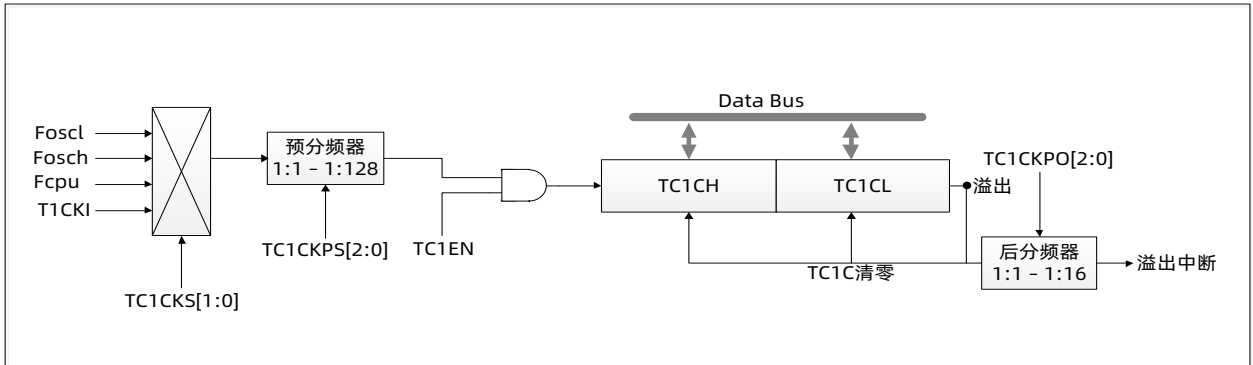 Data Bus
Foscl
Fosch
Fcpu
T1CKI
预分频器
1:1 – 1:128
TC1CH
TC1CL
TC1CKPO[2:0]
溢出
TC1CKPS[2:0]
TC1EN
TC1C清零
后分频器
1:1 – 1:16
溢出中断
TC1CKS[1:0]